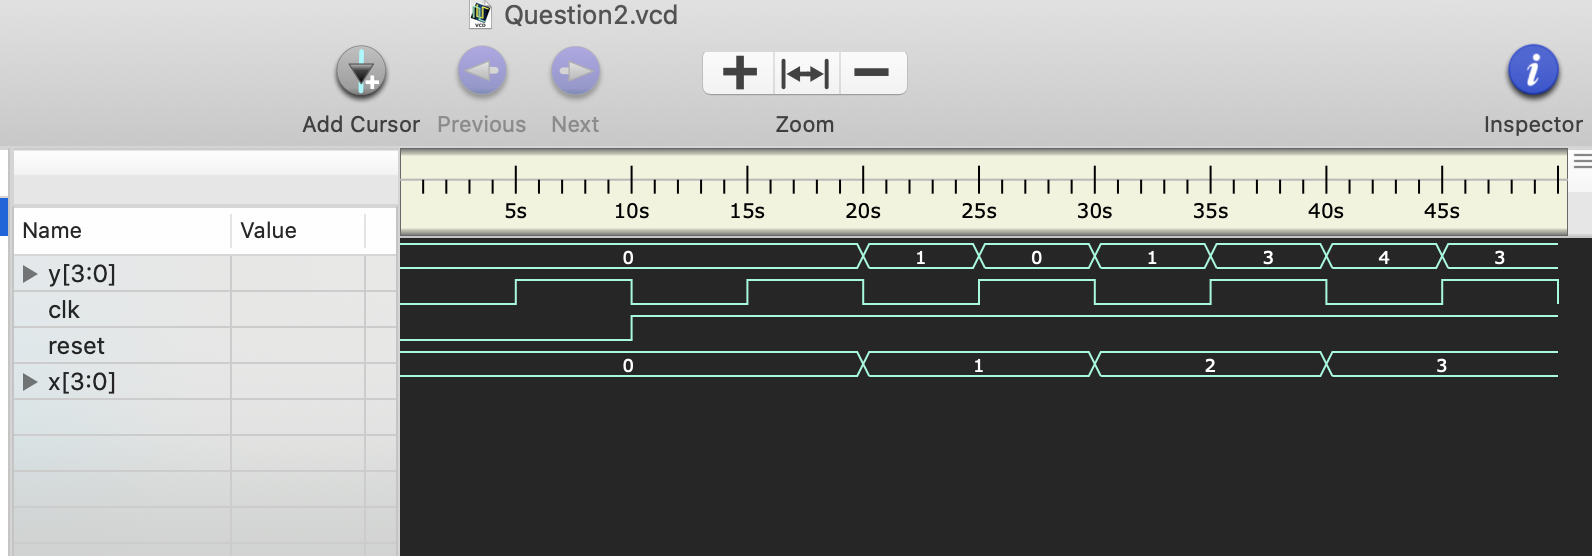 Question2.vcd
Add Cursor Previous Next Zoom Inspector
5s 10s 15s 20s 25s 30s 35s 40s 45s
Name Value
y[3:0] 0 1 0 1 3 4 3
clk
reset
x[3:0] 0 1 2 3